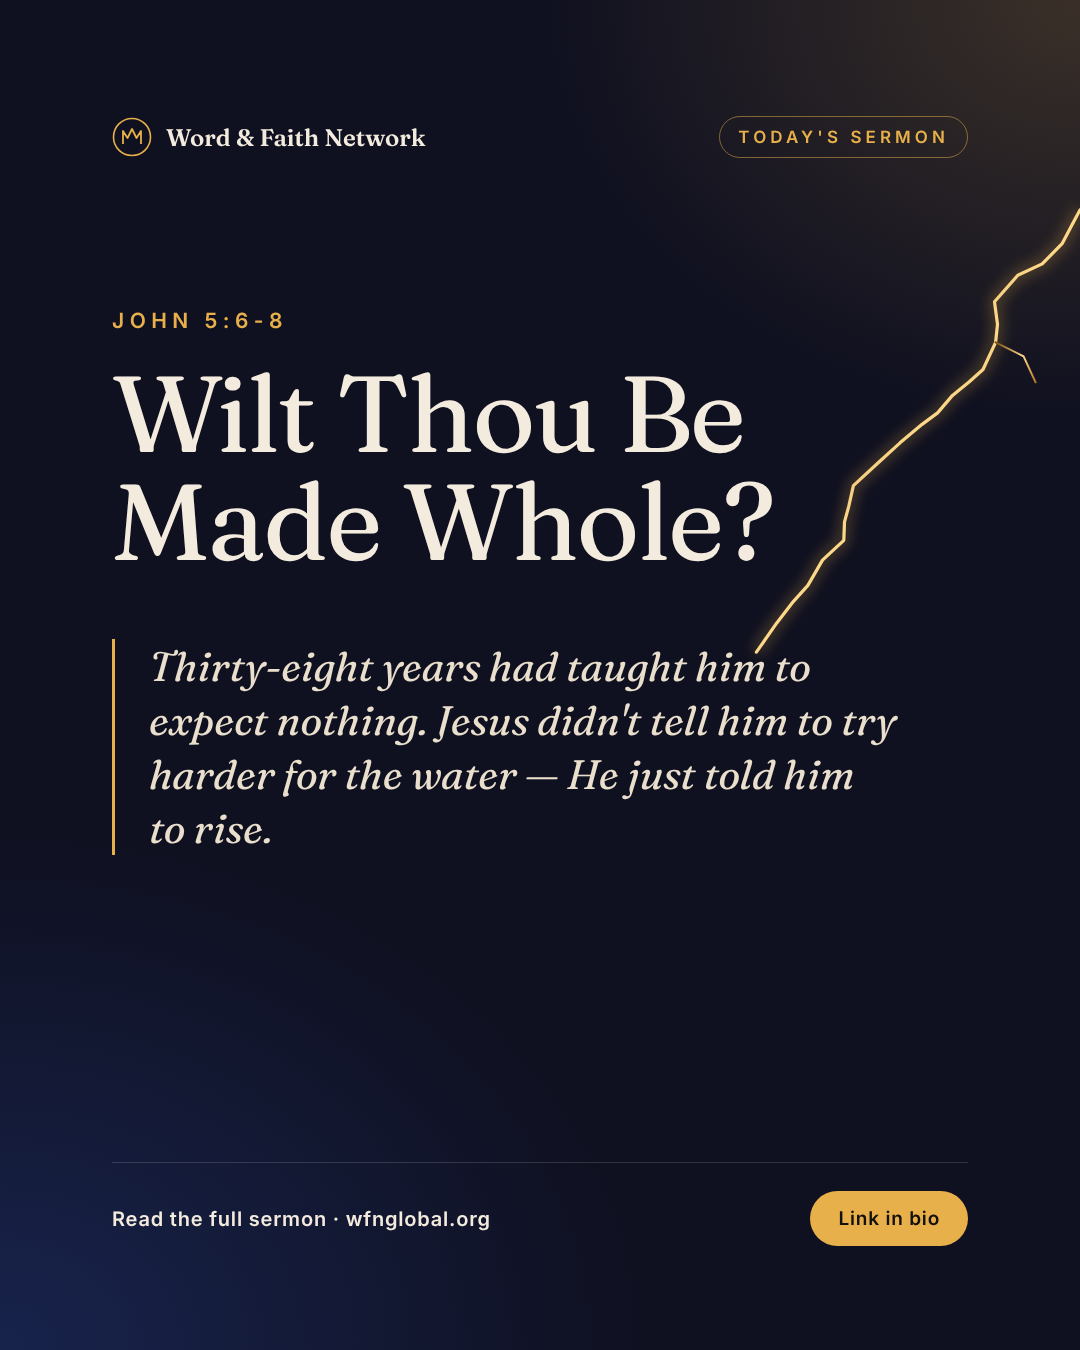 Word & Faith Network
TODAY'S SERMON
JOHN 5:6-8
Wilt Thou Be
Made Whole?
Thirty-eight years had taught him to
expect nothing. Jesus didn't tell him to try
harder for the water — He just told him
to rise.
Read the full sermon · wfnglobal.org
Link in bio